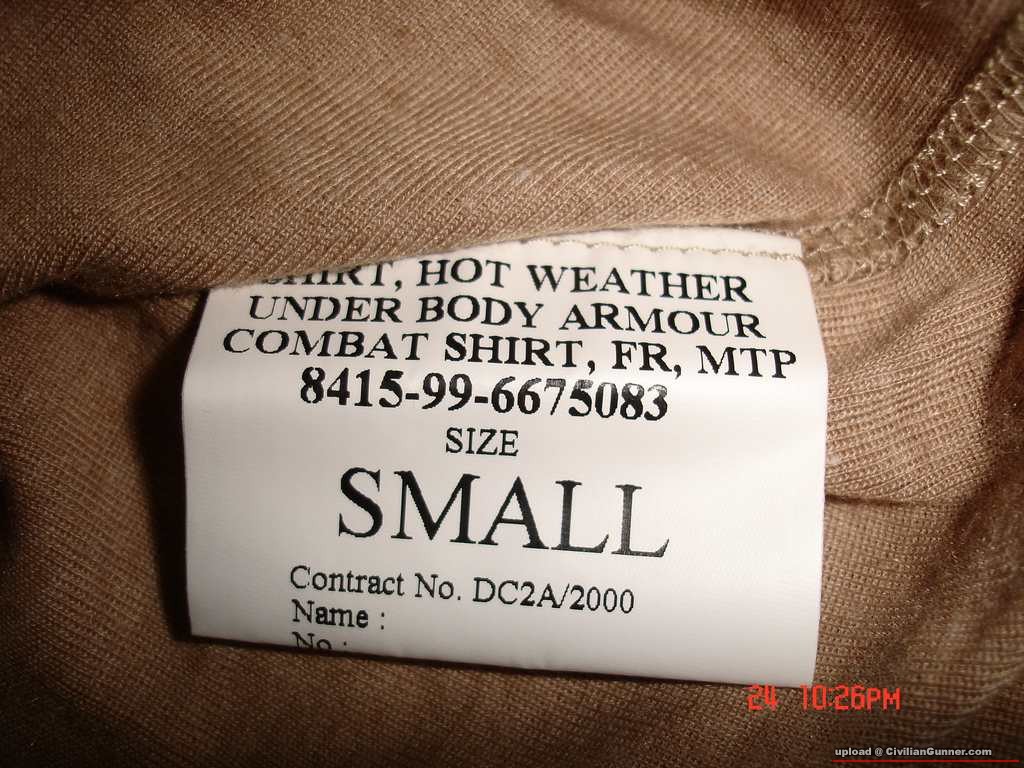 SHIRT, HOT WEATHER
UNDER BODY ARMOUR
COMBAT SHIRT, FR, MTP
8415-99-6675083
SIZE
SMALL
Contract No. DC2A/2000
Name :
No :
24 10:26PM
upload @ CivilianGunner.com